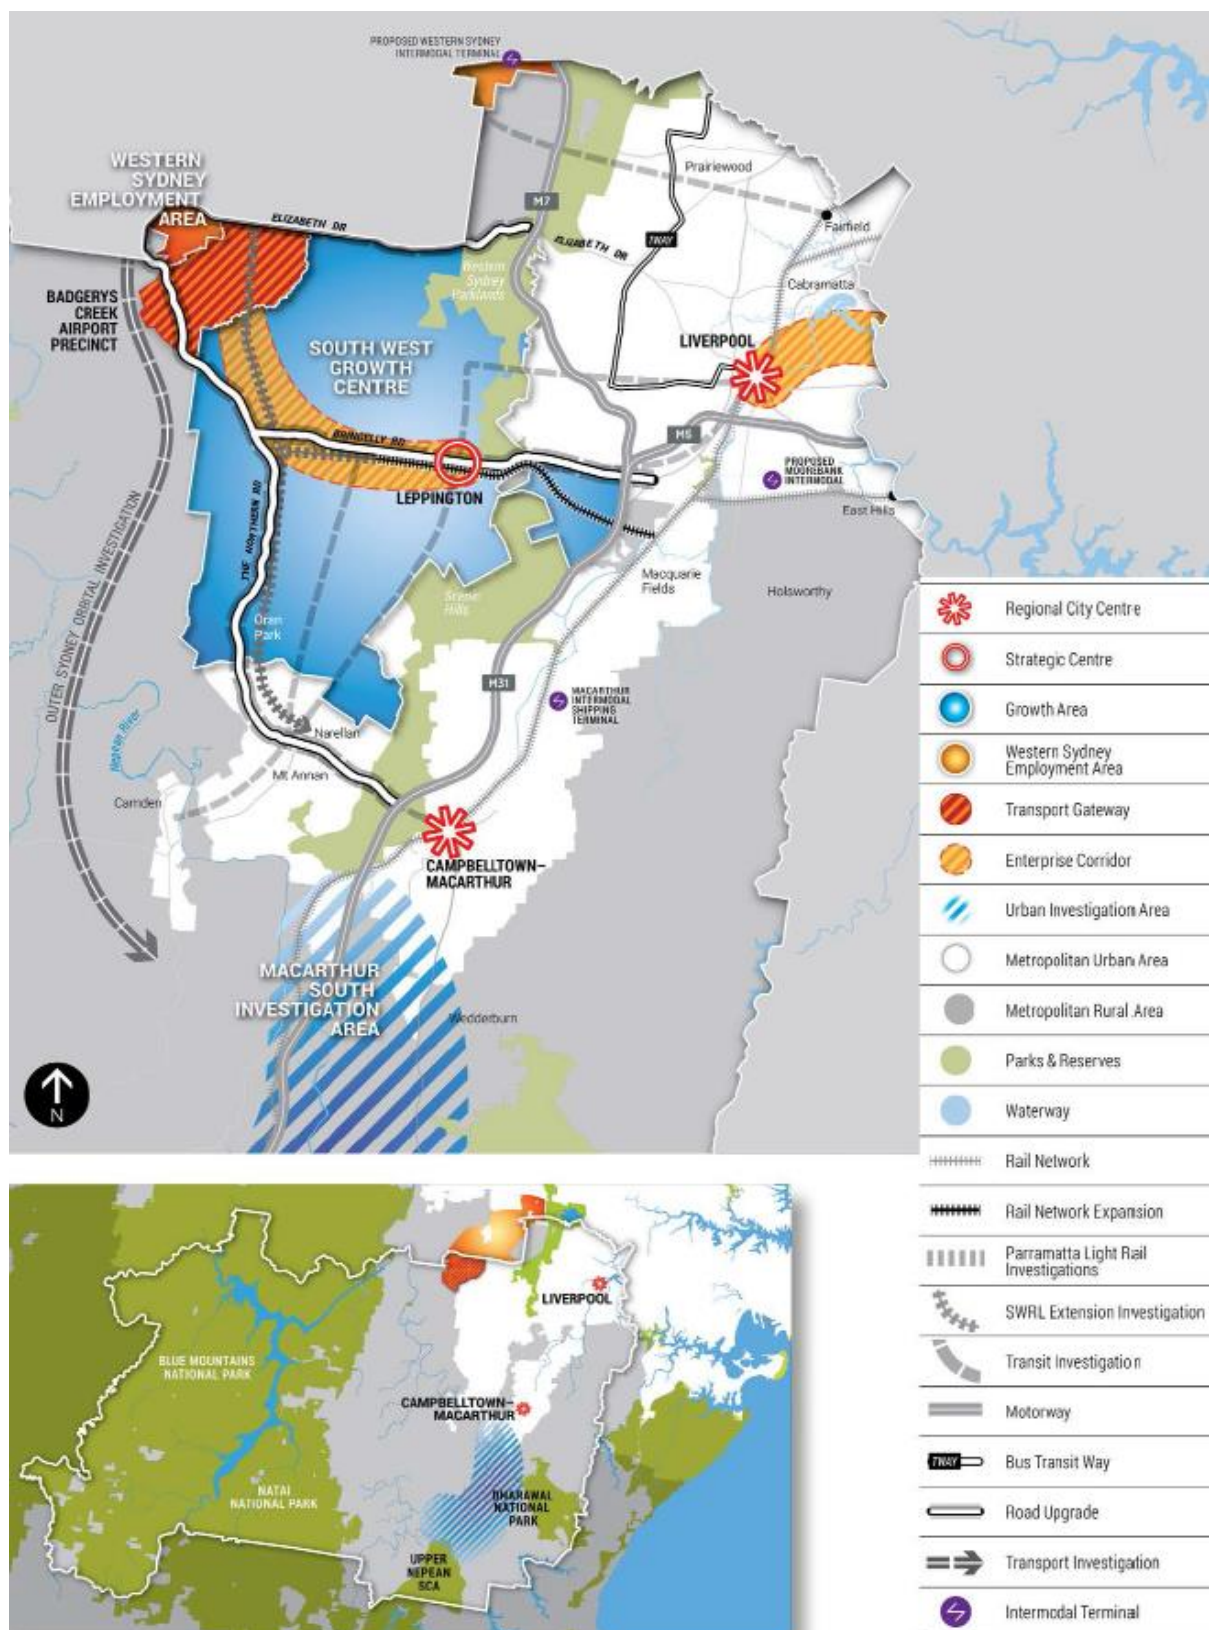 PROPOSED WESTERN SYDNEY
INTERMODAL TERMINAL
WESTERN
SYDNEY
EMPLOYMENT
AREA
ELIZABETH DR
M7
Prairiewood
Fairfield
TWAY
ELIZABETH DR
Western
Sydney
Parklands
Cabramatta
BADGERYS
CREEK
AIRPORT
PRECINCT
SOUTH WEST
GROWTH
CENTRE
LIVERPOOL
BRINGELLY RD
M5
PROPOSED
MOOREBANK
INTERMODAL
LEPPINGTON
East Hills
THE NORTHERN RD
OUTER SYDNEY ORBITAL INVESTIGATION
Macquarie
Fields
Holsworthy
Scenic
Hills
Oran
Park
M31
MACARTHUR
INTERMODAL
SHIPPING
TERMINAL
Nepean River
Narellan
Mt Annan
Camden
CAMPBELLTOWN–
MACARTHUR
MACARTHUR
SOUTH
INVESTIGATION
AREA
Wedderburn
N
Regional City Centre
Strategic Centre
Growth Area
Western Sydney
Employment Area
Transport Gateway
Enterprise Corridor
Urban Investigation Area
Metropolitan Urban Area
Metropolitan Rural Area
Parks & Reserves
Waterway
Rail Network
Rail Network Expansion
Parramatta Light Rail
Investigations
SWRL Extension Investigation
Transit Investigation
Motorway
TWAY
Bus Transit Way
Road Upgrade
Transport Investigation
Intermodal Terminal
LIVERPOOL
BLUE MOUNTAINS
NATIONAL PARK
CAMPBELLTOWN–
MACARTHUR
NATAI
NATIONAL PARK
DHARAWAL
NATIONAL
PARK
UPPER
NEPEAN
SCA